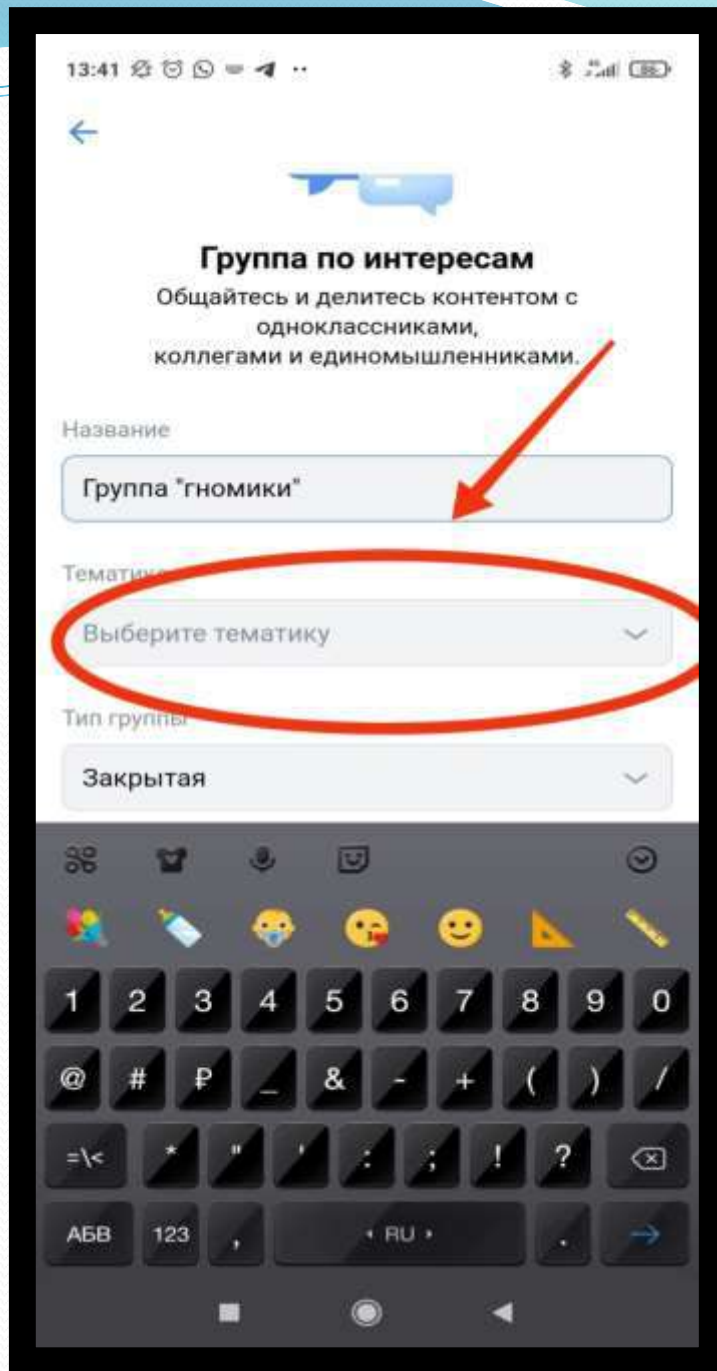 13:41
Группа по интересам
Общайтесь и делитесь контентом с
одноклассниками,
коллегами и единомышленниками.
Название
Группа "гномики"
Тематика
Выберите тематику
Тип группы
Закрытая
1 2 3 4 5 6 7 8 9 0
@ # ₽ _ & - + ( ) /
=\< * " ' : ; ! ?
АБВ 123 , RU .